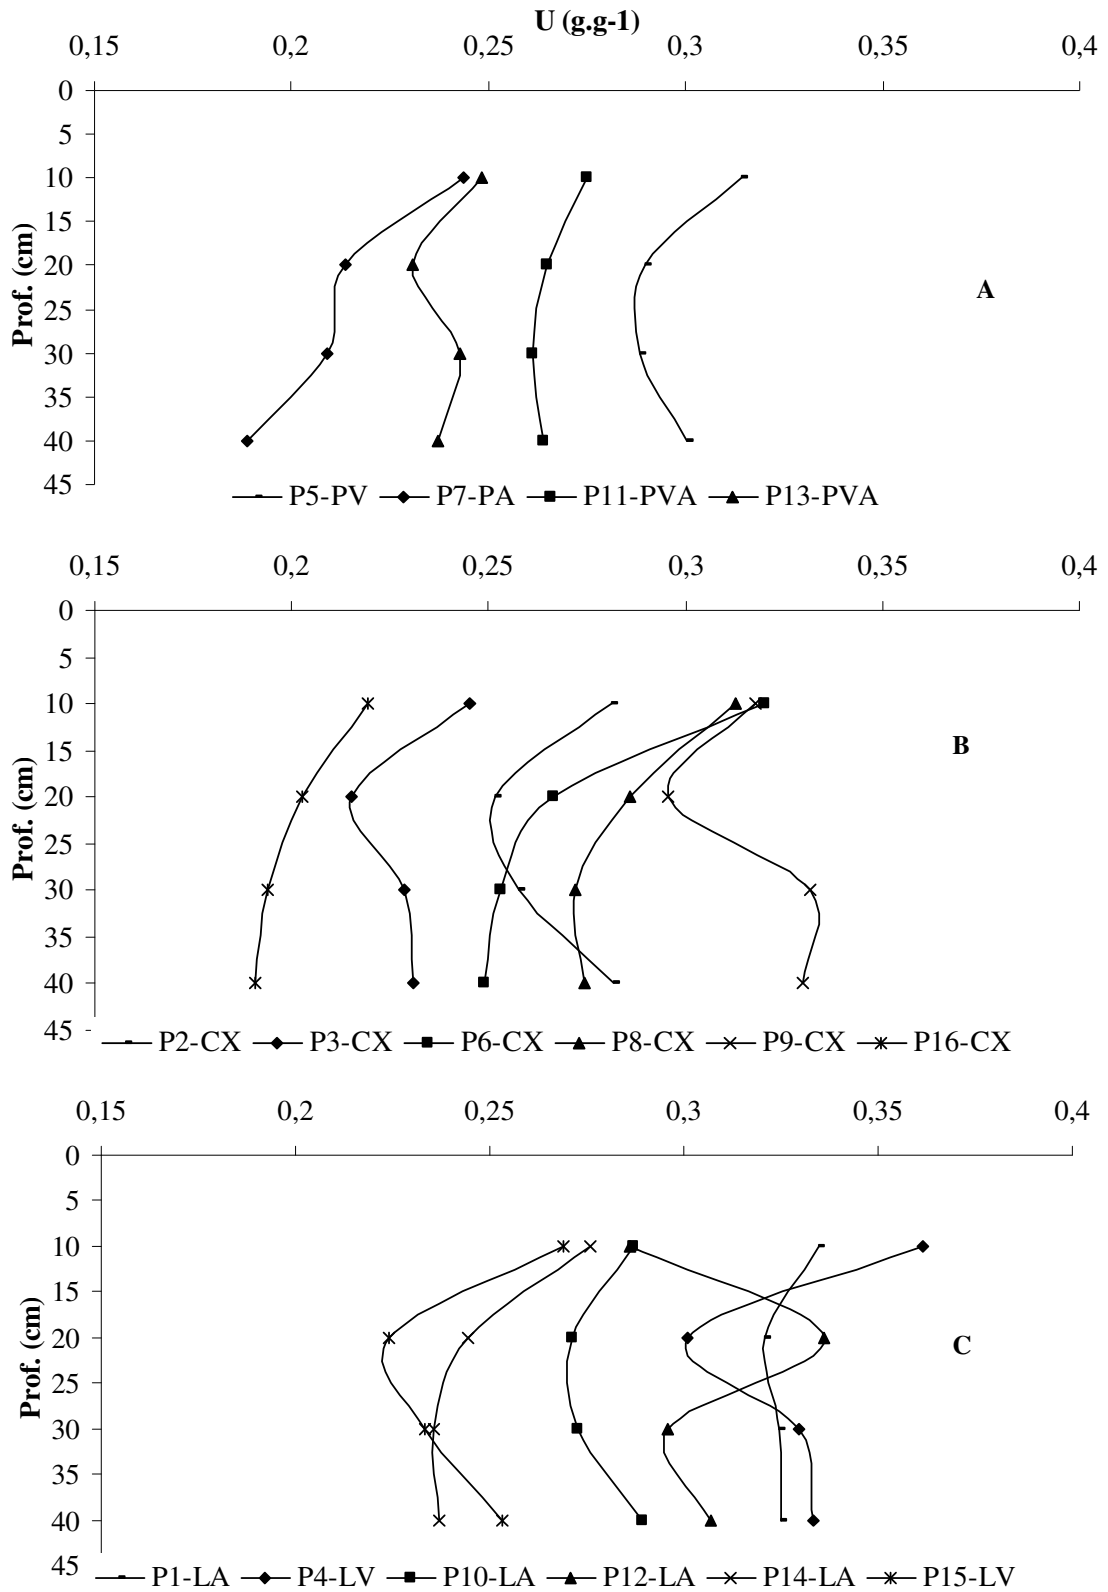 U (g.g-1)
0,15 0,2 0,25 0,3 0,35 0,4
0
5
10
15
20
25
30
35
40
45
Prof. (cm)
A
P5-PV P7-PA P11-PVA P13-PVA
0,15 0,2 0,25 0,3 0,35 0,4
0
5
10
15
20
25
30
35
40
45
Prof. (cm)
B
P2-CX P3-CX P6-CX P8-CX P9-CX P16-CX
0,15 0,2 0,25 0,3 0,35 0,4
0
5
10
15
20
25
30
35
40
45
Prof. (cm)
C
P1-LA P4-LV P10-LA P12-LA P14-LA P15-LV